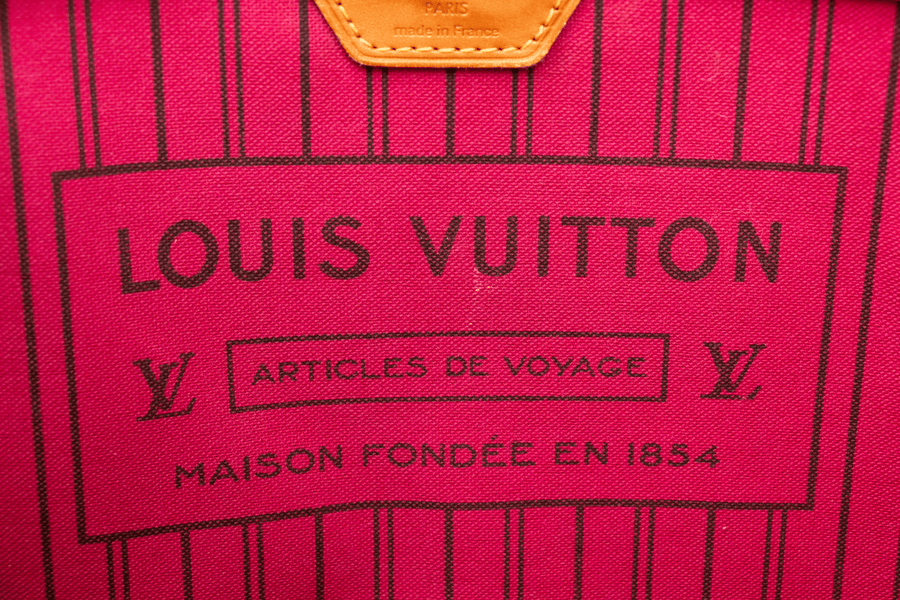 PARIS
made in France
LOUIS VUITTON
LV ARTICLES DE VOYAGE LV
MAISON FONDÉE EN 1854